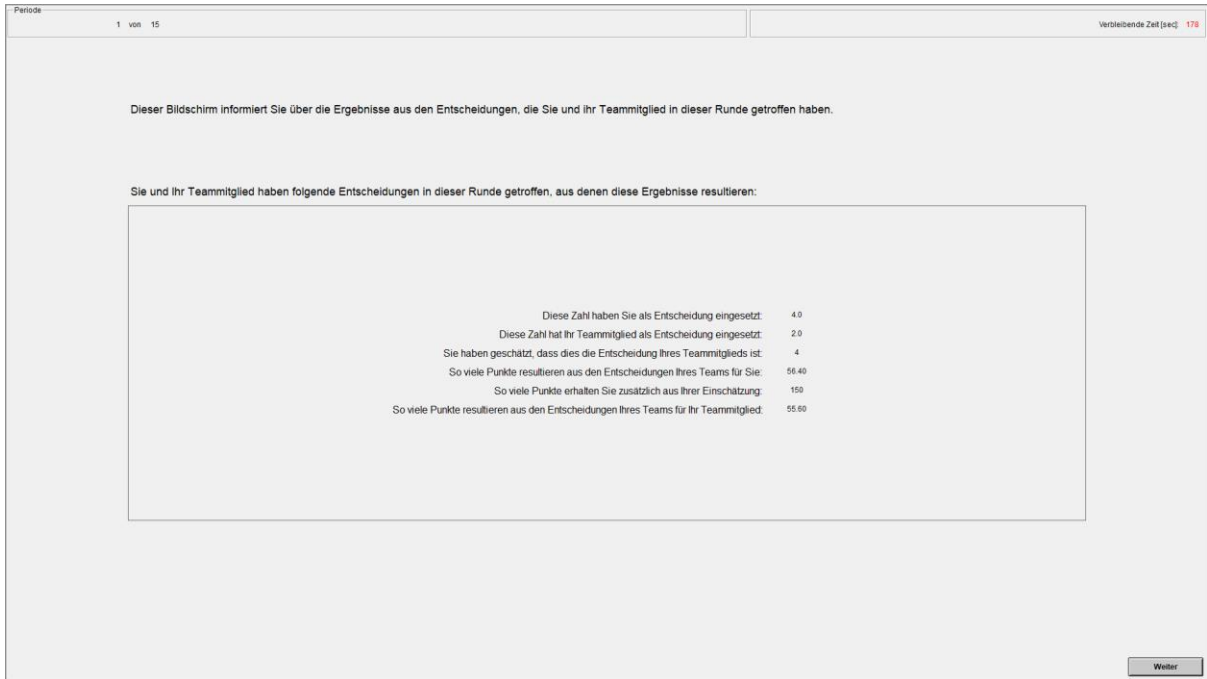 Periode
1 von 15
Verbleibende Zeit [sec]: 178
Dieser Bildschirm informiert Sie über die Ergebnisse aus den Entscheidungen, die Sie und ihr Teammitglied in dieser Runde getroffen haben.
Sie und Ihr Teammitglied haben folgende Entscheidungen in dieser Runde getroffen, aus denen diese Ergebnisse resultieren:
Diese Zahl haben Sie als Entscheidung eingesetzt: 4.0
Diese Zahl hat Ihr Teammitglied als Entscheidung eingesetzt: 2.0
Sie haben geschätzt, dass dies die Entscheidung Ihres Teammitglieds ist: 4
So viele Punkte resultieren aus den Entscheidungen Ihres Teams für Sie: 56.40
So viele Punkte erhalten Sie zusätzlich aus Ihrer Einschätzung: 150
So viele Punkte resultieren aus den Entscheidungen Ihres Teams für Ihr Teammitglied: 55.60
Weiter